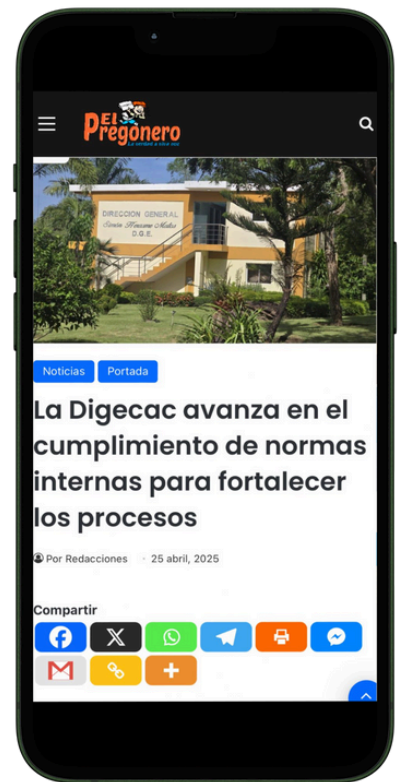 EL
Pregonero
La verdad a viva voz
DIRECCION GENERAL
D.G.E.
Noticias
Portada
La Digecac avanza en el
cumplimiento de normas
internas para fortalecer
los procesos
Por Redacciones · 25 abril, 2025
Compartir